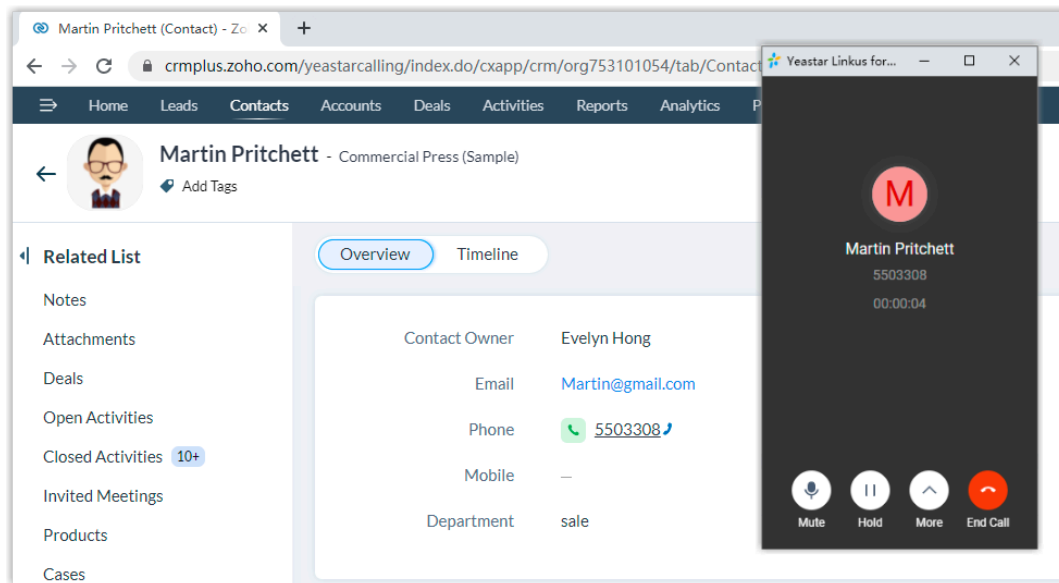 Martin Pritchett (Contact) - Zo
crmplus.zoho.com/yeastarcalling/index.do/cxapp/crm/org753101054/tab/Contact
Home Leads Contacts Accounts Deals Activities Reports Analytics P
Martin Pritchett - Commercial Press (Sample)
Add Tags
Related List
Notes
Attachments
Deals
Open Activities
Closed Activities 10+
Invited Meetings
Products
Cases
Overview Timeline
Contact Owner Evelyn Hong
Email Martin@gmail.com
Phone 5503308
Mobile —
Department sale
Yeastar Linkus for...
M
Martin Pritchett
5503308
00:00:04
Mute Hold More End Call